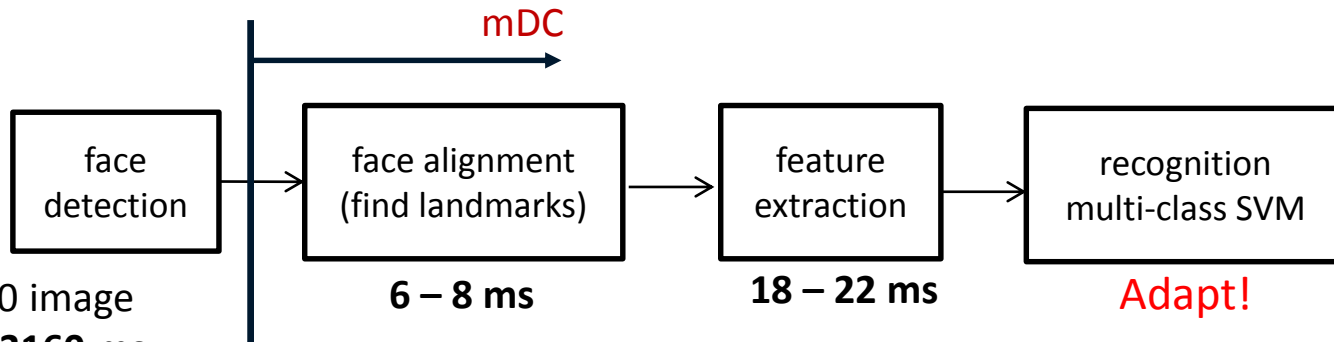 mDC
face
detection
face alignment
(find landmarks)
feature
extraction
recognition
multi-class SVM
0 image
6 – 8 ms
18 – 22 ms
Adapt!